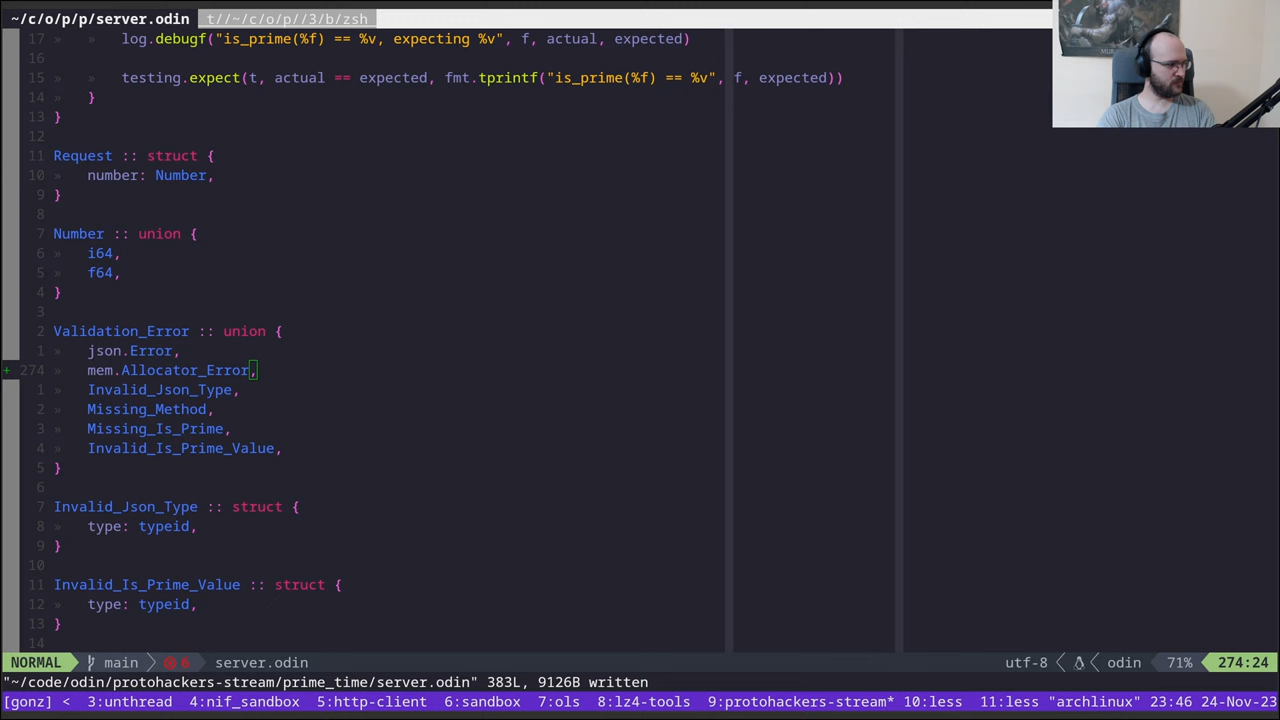 ~/c/o/p/p/server.odin t//~/c/o/p//3/b/zsh
17 » » log.debugf("is_prime(%f) == %v, expecting %v", f, actual, expected)
16
15 » » testing.expect(t, actual == expected, fmt.tprintf("is_prime(%f) == %v", f, expected))
14 » }
13 }
12
11 Request :: struct {
10 » number: Number,
9 }
8
7 Number :: union {
6 » i64,
5 » f64,
4 }
3
2 Validation_Error :: union {
1 » json.Error,
+ 274 » mem.Allocator_Error,
1 » Invalid_Json_Type,
2 » Missing_Method,
3 » Missing_Is_Prime,
4 » Invalid_Is_Prime_Value,
5 }
6
7 Invalid_Json_Type :: struct {
8 » type: typeid,
9 }
10
11 Invalid_Is_Prime_Value :: struct {
12 » type: typeid,
13 }
14
NORMAL main 6 server.odin utf-8 odin 71% 274:24
"~/code/odin/protohackers-stream/prime_time/server.odin" 383L, 9126B written
[gonz] < 3:unthread 4:nif_sandbox 5:http-client 6:sandbox 7:ols 8:lz4-tools 9:protohackers-stream* 10:less 11:less "archlinux" 23:46 24-Nov-23